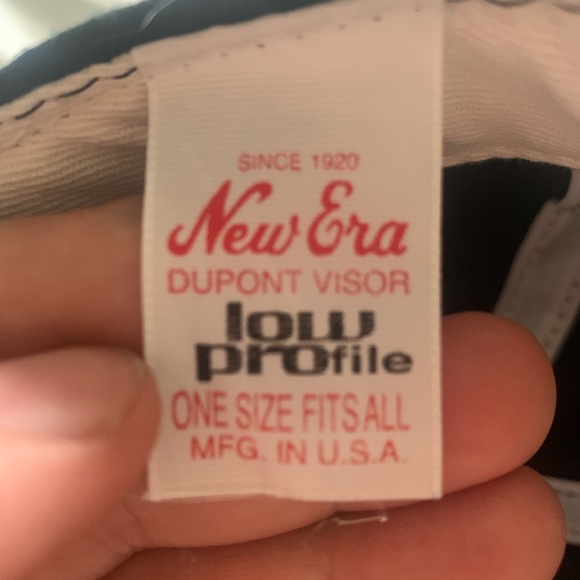 SINCE 1920
New Era
DUPONT VISOR
low
profile
ONE SIZE FITS ALL
MFG. IN U.S.A.